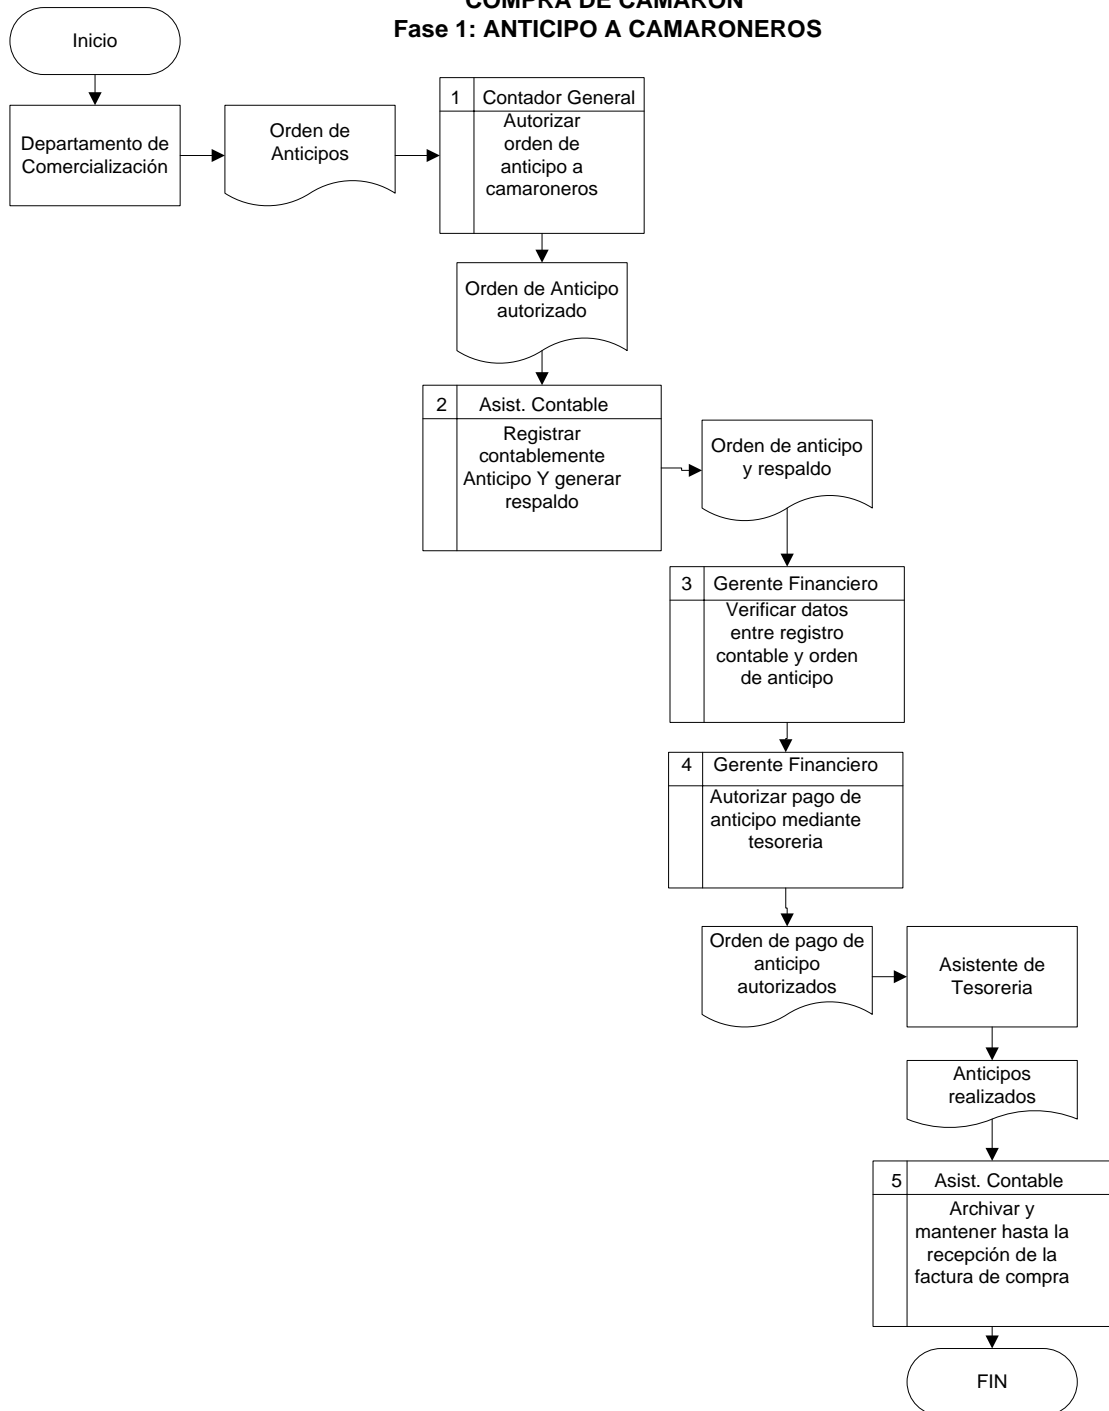 COMPRA DE CAMARÓN
Fase 1: ANTICIPO A CAMARONEROS
Inicio
Departamento de
Comercialización
Orden de
Anticipos
1 Contador General
Autorizar
orden de
anticipo a
camaroneros
Orden de Anticipo
autorizado
2 Asist. Contable
Registrar
contablemente
Anticipo Y generar
respaldo
Orden de anticipo
y respaldo
3 Gerente Financiero
Verificar datos
entre registro
contable y orden
de anticipo
4 Gerente Financiero
Autorizar pago de
anticipo mediante
tesoreria
Orden de pago de
anticipo
autorizados
Asistente de
Tesoreria
Anticipos
realizados
5 Asist. Contable
Archivar y
mantener hasta la
recepción de la
factura de compra
FIN